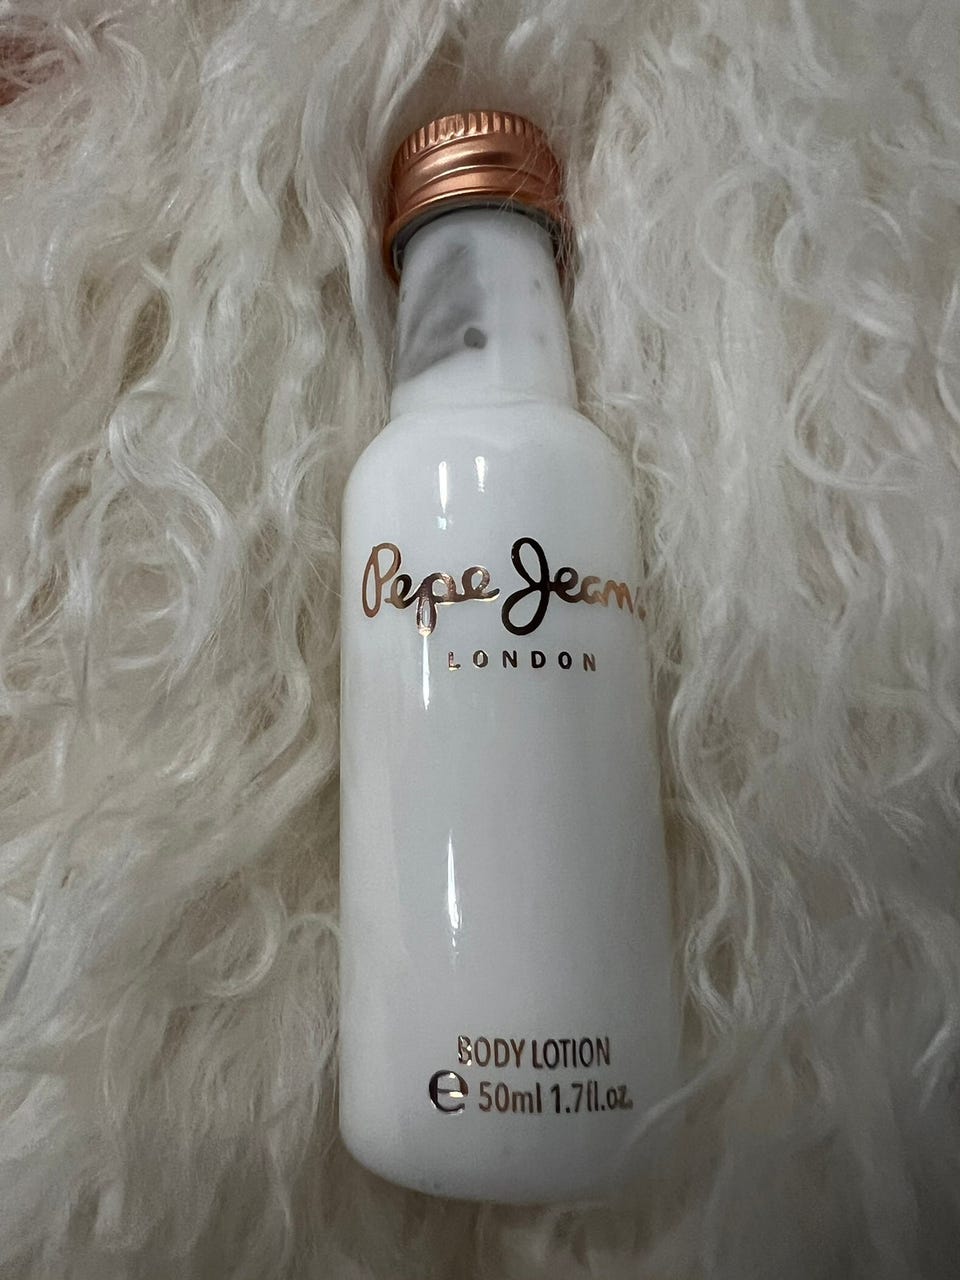 Pepe Jeans
LONDON
BODY LOTION
℮ 50ml 1.7fl.oz.